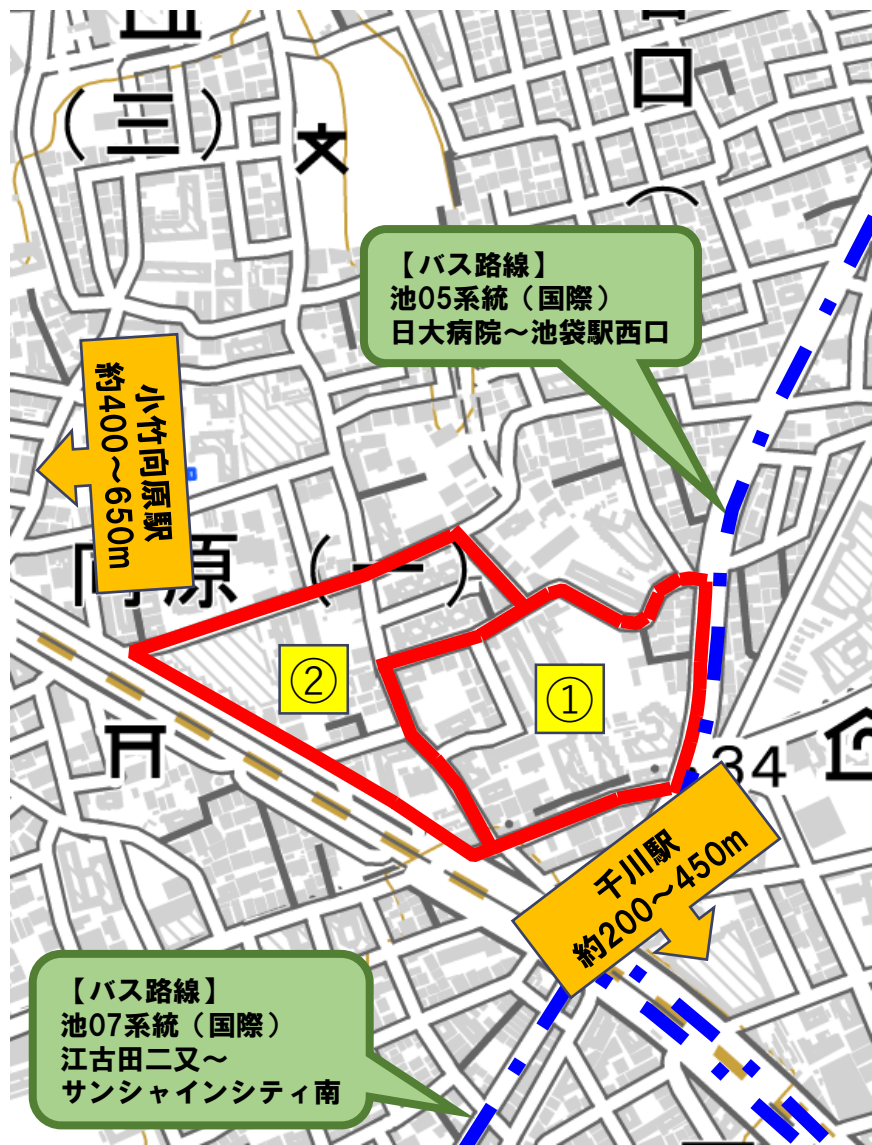 （三）
口
（
【バス路線】
池05系統（国際）
日大病院～池袋駅西口
小竹向原駅
約400～650m
向原（一）
②
①
34
千川駅
約200～450m
【バス路線】
池07系統（国際）
江古田二又～
サンシャインシティ南